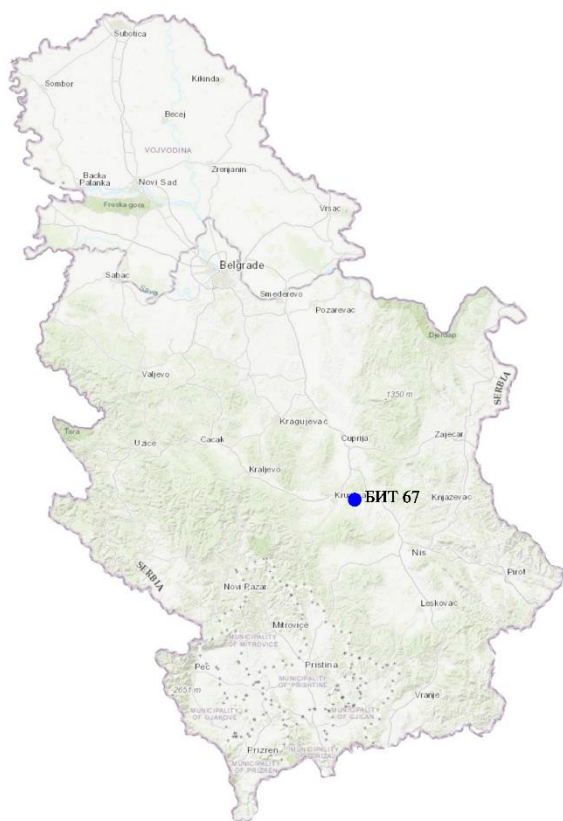 Subotica
Sombor
Kikinda
Becej
VOJVODINA
Backa
Palanka
Novi Sad
Zrenjanin
Fruska gora
Vrsac
Belgrade
Sabac
Sava
Smederevo
Pozarevac
Djerdap
Valjevo
1350 m
SERBIA
Kragujevac
Tara
Uzice
Cacak
Cuprija
Zajecar
Kraljevo
БИТ 67
Knjazevac
Nis
Pirot
SERBIA
Novi Pazar
Leskovac
Mitrovice
MUNICIPALITY
OF MITROVICE
Pec
Pristina
2651 m
MUNICIPALITY
OF PRISHTINE
Vranje
MUNICIPALITY
OF GJAKOVE
MUNICIPALITY
OF GJILAN
Prizren
MUNICIPALITY
OF PRIZREN
MUNICIPALITY